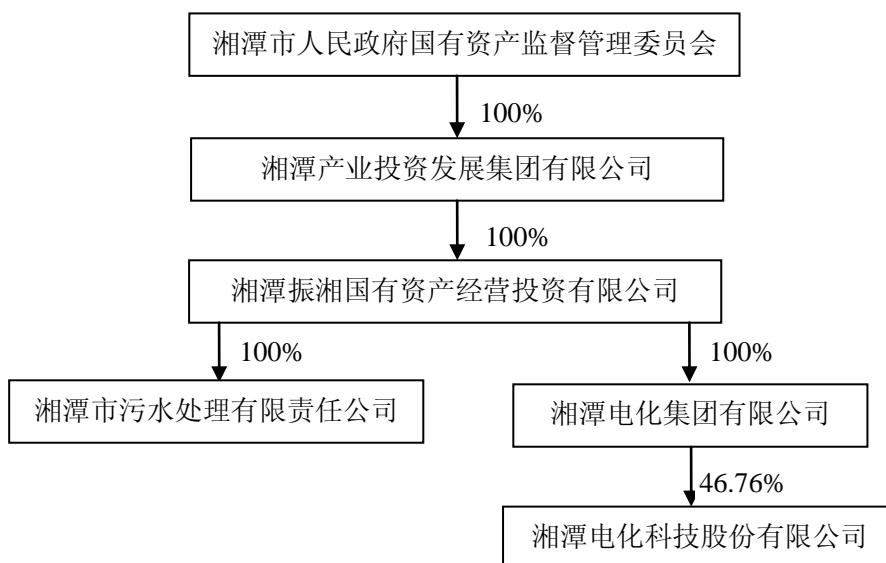 湘潭市人民政府国有资产监督管理委员会
100%
湘潭产业投资发展集团有限公司
100%
湘潭振湘国有资产经营投资有限公司
100%
100%
湘潭市污水处理有限责任公司
湘潭电化集团有限公司
46.76%
湘潭电化科技股份有限公司